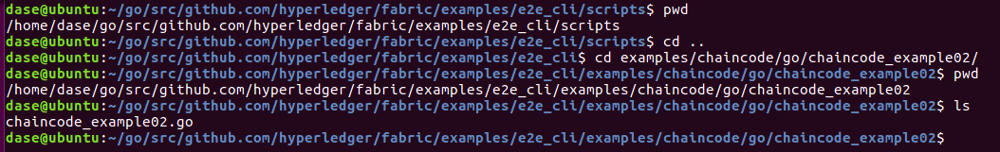 dase@ubuntu:~/go/src/github.com/hyperledger/fabric/examples/e2e_cli/scripts$ pwd
/home/dase/go/src/github.com/hyperledger/fabric/examples/e2e_cli/scripts
dase@ubuntu:~/go/src/github.com/hyperledger/fabric/examples/e2e_cli/scripts$ cd ..
dase@ubuntu:~/go/src/github.com/hyperledger/fabric/examples/e2e_cli$ cd examples/chaincode/go/chaincode_example02/
dase@ubuntu:~/go/src/github.com/hyperledger/fabric/examples/e2e_cli/examples/chaincode/go/chaincode_example02$ pwd
/home/dase/go/src/github.com/hyperledger/fabric/examples/e2e_cli/examples/chaincode/go/chaincode_example02
dase@ubuntu:~/go/src/github.com/hyperledger/fabric/examples/e2e_cli/examples/chaincode/go/chaincode_example02$ ls
chaincode_example02.go
dase@ubuntu:~/go/src/github.com/hyperledger/fabric/examples/e2e_cli/examples/chaincode/go/chaincode_example02$